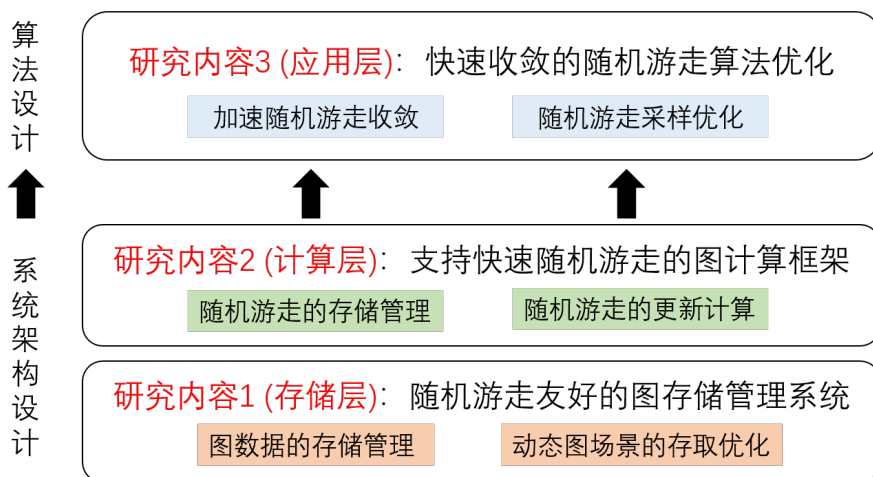 算法设计
研究内容3 (应用层)： 快速收敛的随机游走算法优化
加速随机游走收敛
随机游走采样优化
系统架构设计
研究内容2 (计算层)： 支持快速随机游走的图计算框架
随机游走的存储管理
随机游走的更新计算
研究内容1 (存储层)： 随机游走友好的图存储管理系统
图数据的存储管理
动态图场景的存取优化